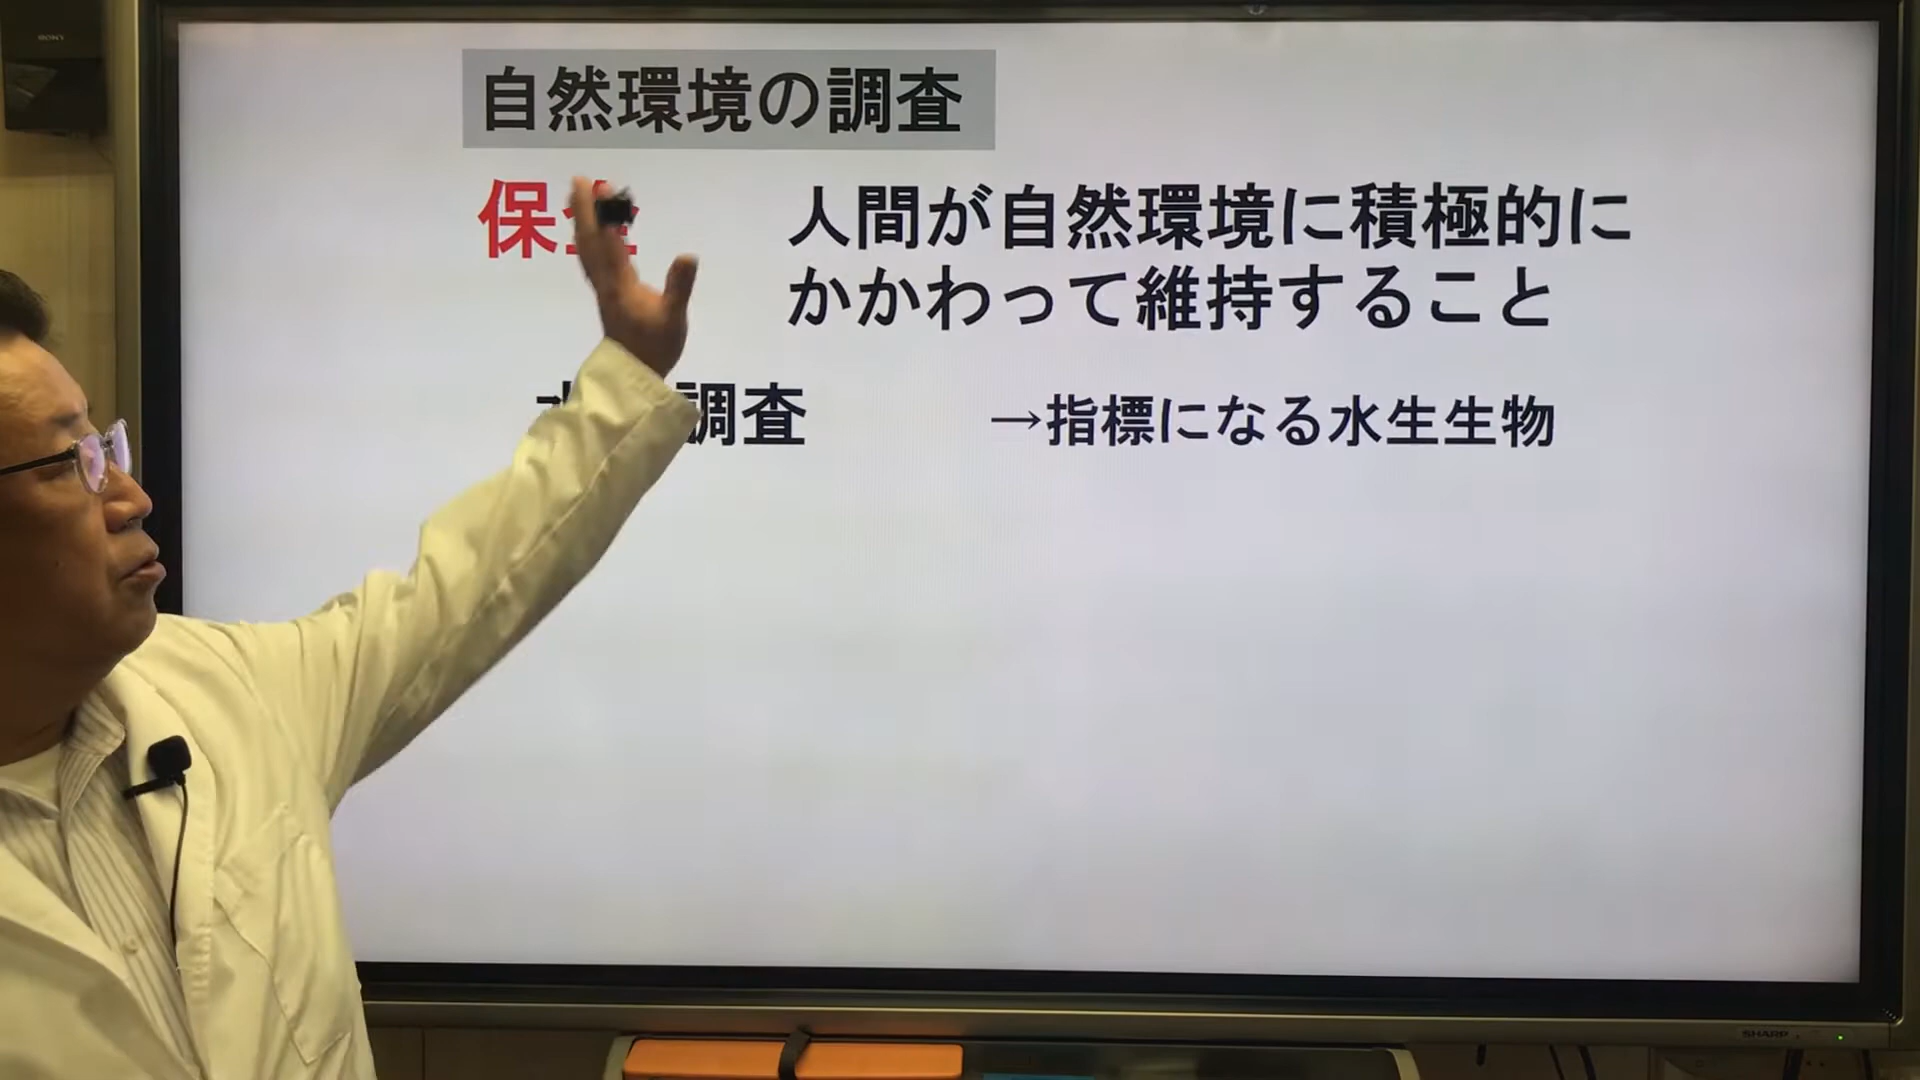 自然環境の調査
人間が自然環境に積極的に
かかわって維持すること
調査
→指標になる水生生物
SONY
SHARP